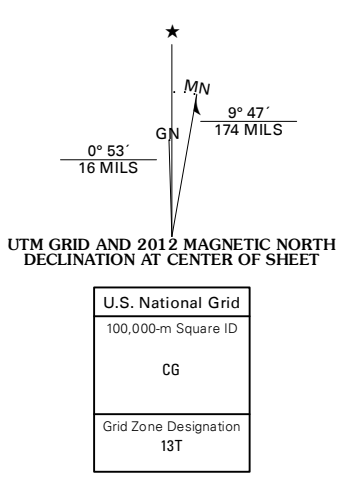 ★
MN
GN
9° 47´
174 MILS
0° 53´
16 MILS
UTM GRID AND 2012 MAGNETIC NORTH
DECLINATION AT CENTER OF SHEET
U.S. National Grid
100,000-m Square ID
CG
Grid Zone Designation
13T